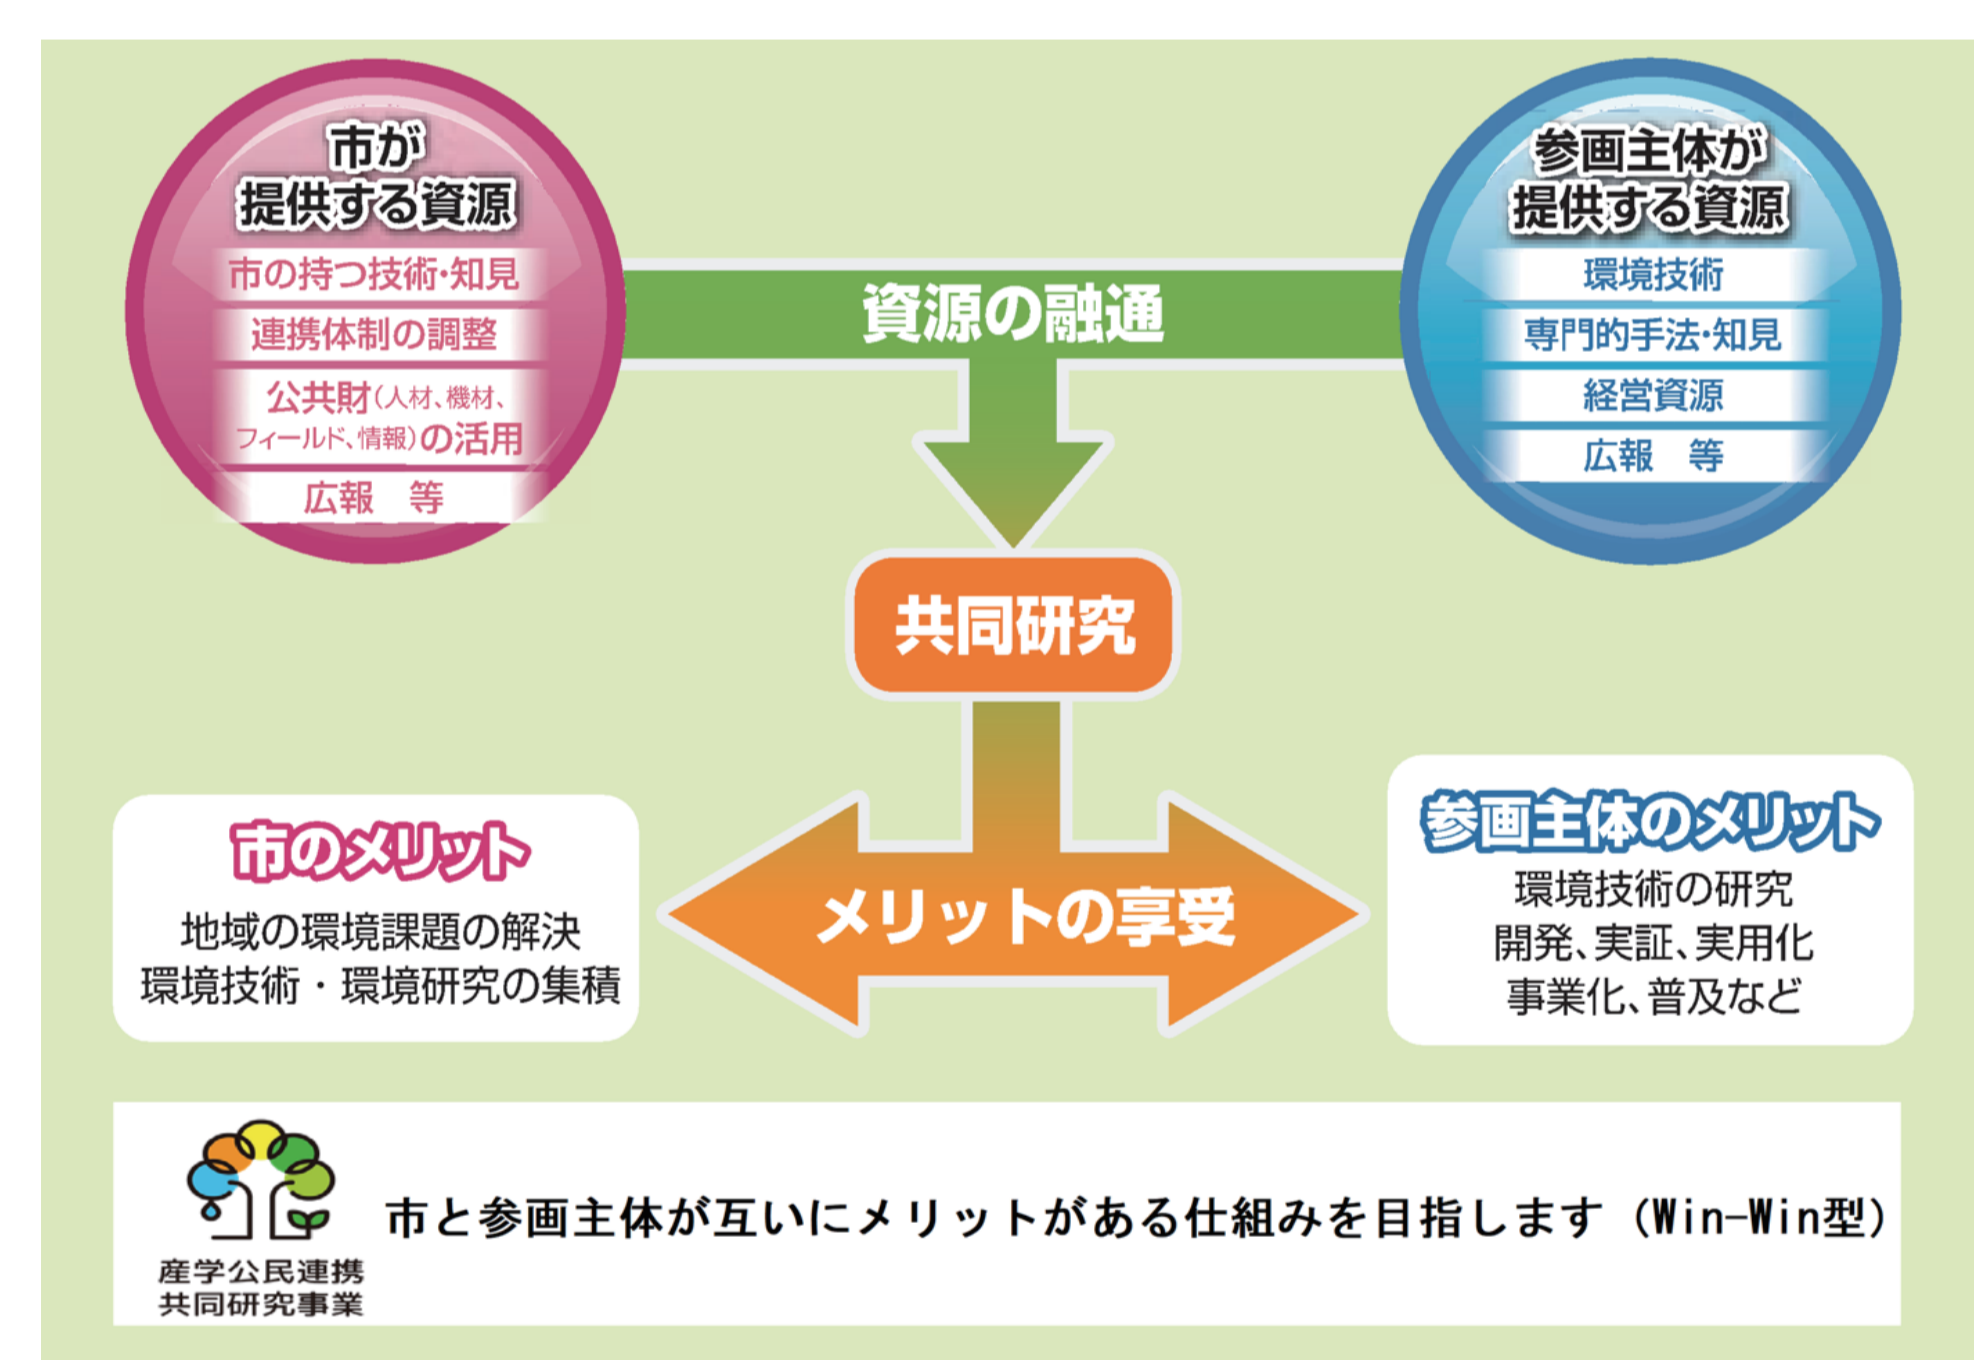 市が
提供する資源
市の持つ技術・知見
連携体制の調整
公共財(人材、機材、
フィールド、情報)の活用
広報　等
参画主体が
提供する資源
環境技術
専門的手法・知見
経営資源
広報　等
資源の融通
共同研究
メリットの享受
市のメリット
地域の環境課題の解決
環境技術・環境研究の集積
参画主体のメリット
環境技術の研究
開発、実証、実用化
事業化、普及など
産学公民連携
共同研究事業
市と参画主体が互いにメリットがある仕組みを目指します（Win-Win型）